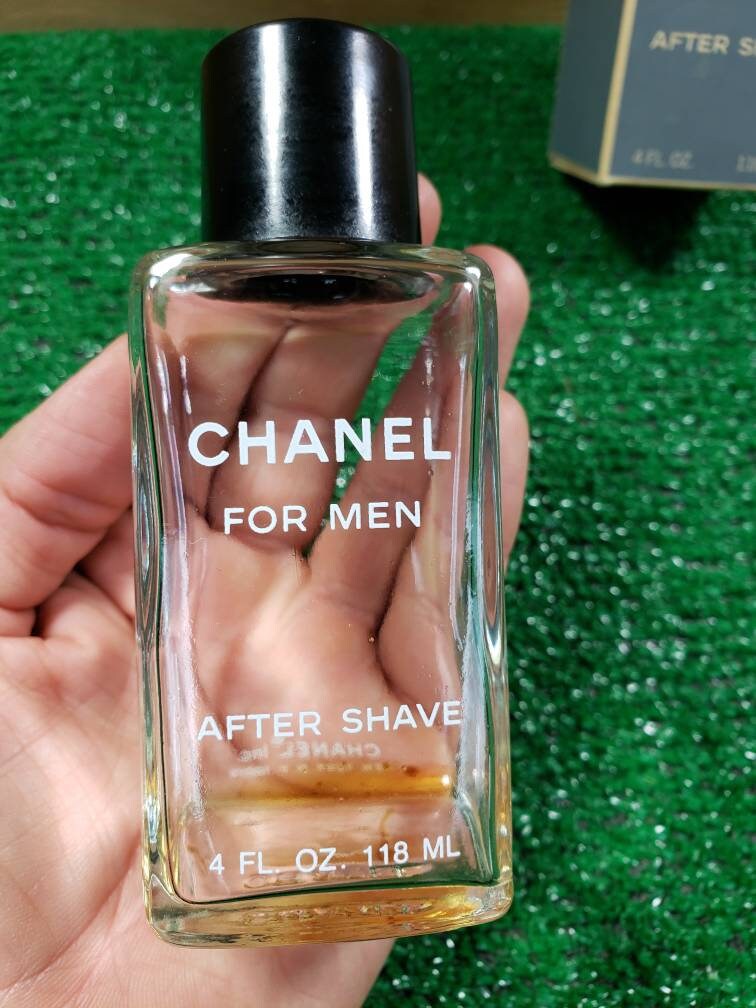 AFTER S
4 FL. OZ.
CHANEL
FOR MEN
AFTER SHAVE
CHANEL Inc
4 FL. OZ. 118 ML